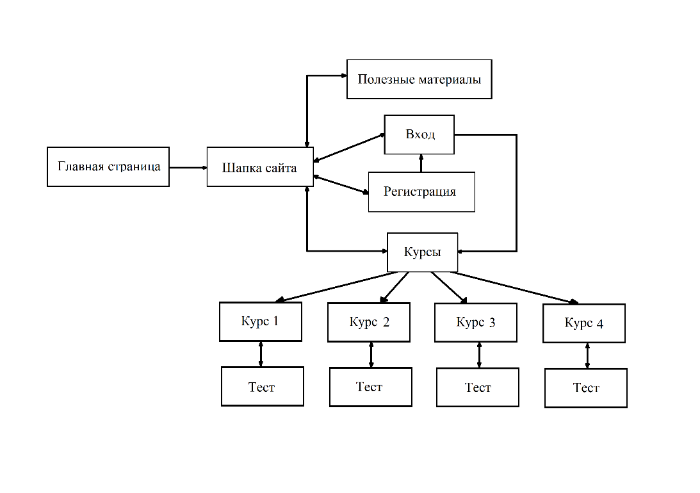 Полезные материалы
Вход
Главная страница
Шапка сайта
Регистрация
Курсы
Курс 1
Курс 2
Курс 3
Курс 4
Тест
Тест
Тест
Тест